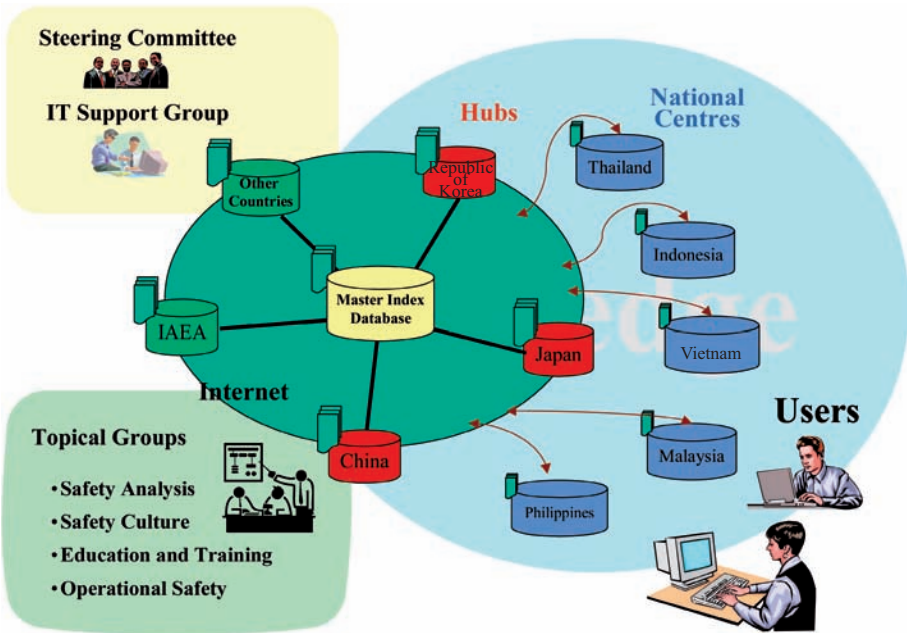 Steering Committee
IT Support Group
Hubs
National
Centres
Other
Countries
Republic
of
Korea
Thailand
Indonesia
Master Index
Database
IAEA
Japan
edge
Vietnam
Internet
China
Users
Malaysia
Philippines
Topical Groups
•Safety Analysis
•Safety Culture
•Education and Training
•Operational Safety